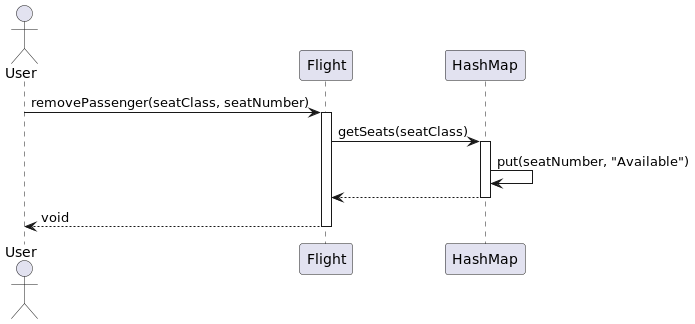 User
Flight
HashMap
removePassenger(seatClass, seatNumber)
getSeats(seatClass)
put(seatNumber, "Available")
void
User
Flight
HashMap